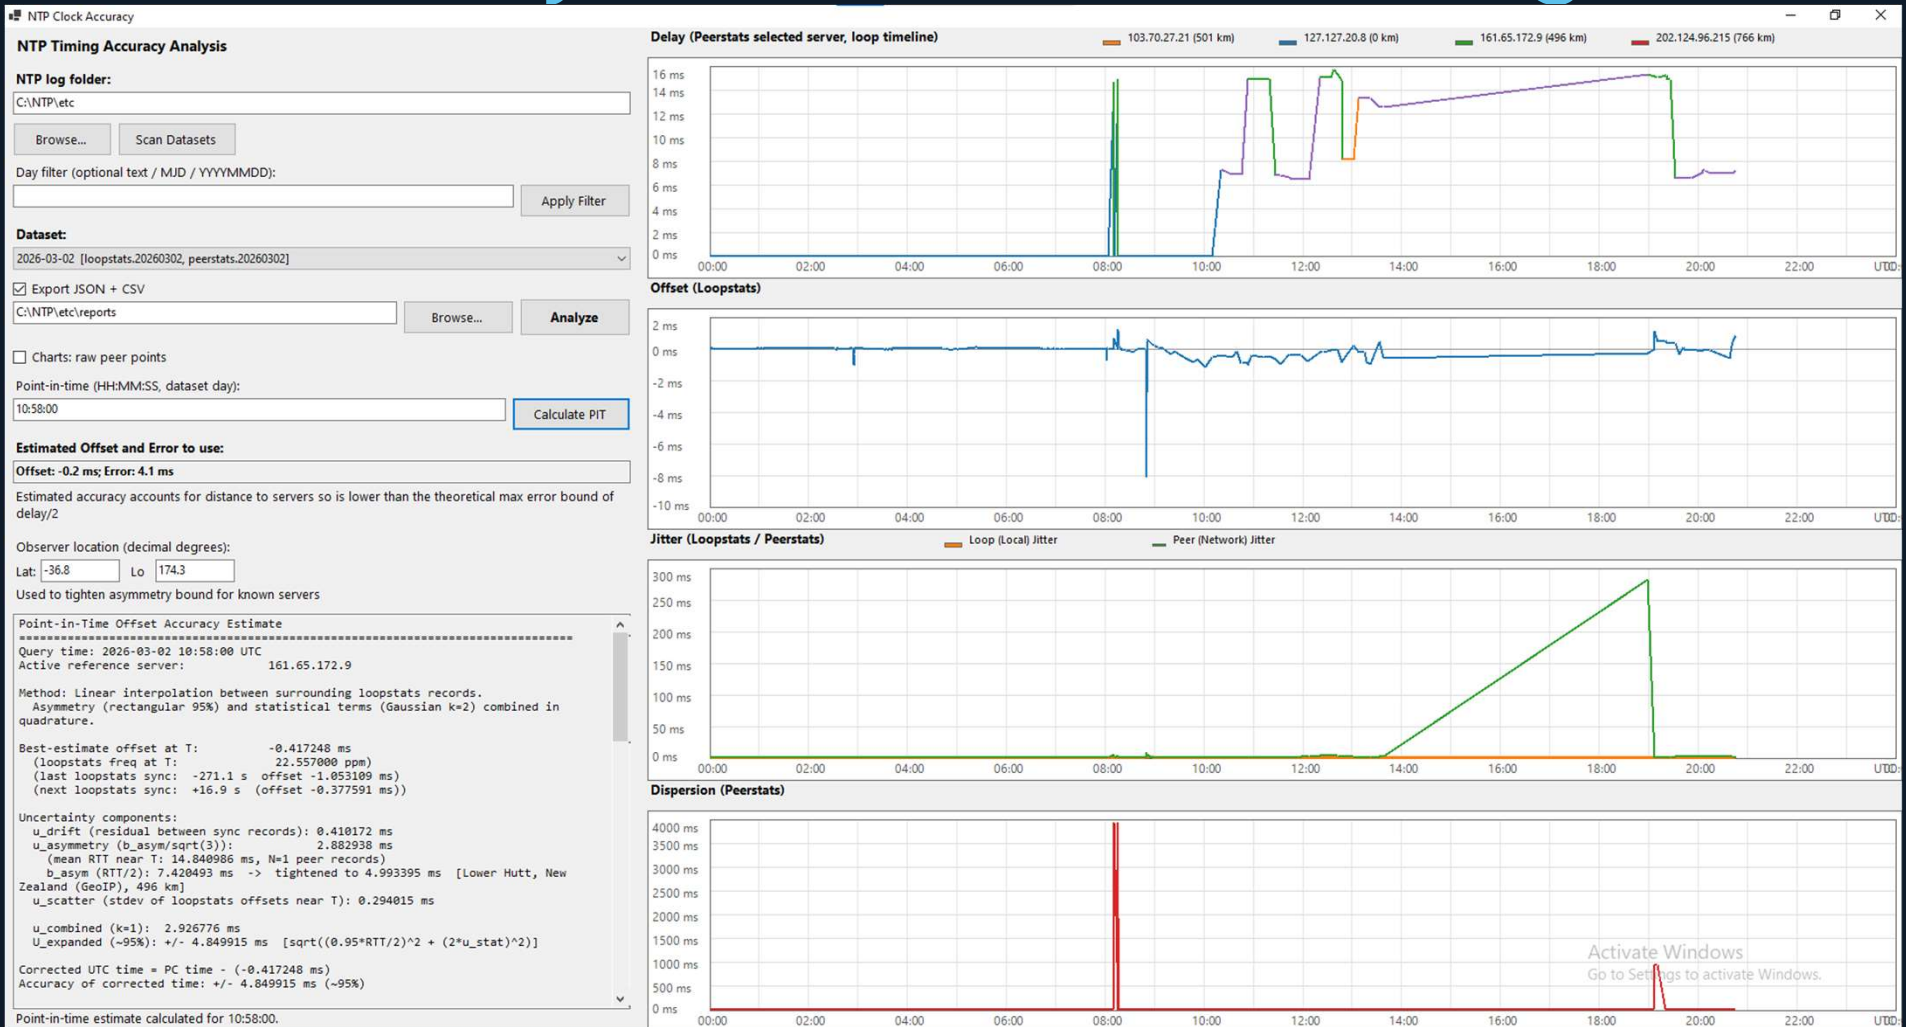 NTP Clock Accuracy
NTP Timing Accuracy Analysis
NTP log folder:
C:\NTP\etc
Browse...
Scan Datasets
Day filter (optional text / MJD / YYYYMMDD):
Apply Filter
Dataset:
2026-03-02 [loopstats.20260302, peerstats.20260302]
Export JSON + CSV
C:\NTP\etc\reports
Browse...
Analyze
Charts: raw peer points
Point-in-time (HH:MM:SS, dataset day):
10:58:00
Calculate PIT
Estimated Offset and Error to use:
Offset: -0.2 ms; Error: 4.1 ms
Estimated accuracy accounts for distance to servers so is lower than the theoretical max error bound of
delay/2
Observer location (decimal degrees):
Lat: -36.8 Lo 174.3
Used to tighten asymmetry bound for known servers
Point-in-Time Offset Accuracy Estimate
===============================================================================
Query time: 2026-03-02 10:58:00 UTC
Active reference server: 161.65.172.9
Method: Linear interpolation between surrounding loopstats records.
Asymmetry (rectangular 95%) and statistical terms (Gaussian k=2) combined in
quadrature.
Best-estimate offset at T: -0.417248 ms
(loopstats freq at T: 22.557000 ppm)
(last loopstats sync: -271.1 s offset -1.053109 ms)
(next loopstats sync: +16.9 s (offset -0.377591 ms))
Uncertainty components:
u_drift (residual between sync records): 0.410172 ms
u_asymmetry (b_asym/sqrt(3)): 2.882938 ms
(mean RTT near T: 14.840986 ms, N=1 peer records)
b_asym (RTT/2): 7.420493 ms -> tightened to 4.993395 ms [Lower Hutt, New
Zealand (GeoIP), 496 km]
u_scatter (stdev of loopstats offsets near T): 0.294015 ms
u_combined (k=1): 2.926776 ms
U_expanded (~95%): +/- 4.849915 ms [sqrt((0.95*RTT/2)^2 + (2*u_stat)^2)]
Corrected UTC time = PC time - (-0.417248 ms)
Accuracy of corrected time: +/- 4.849915 ms (~95%)
Point-in-time estimate calculated for 10:58:00.
Delay (Peerstats selected server, loop timeline)
103.70.27.21 (501 km)
127.127.20.8 (0 km)
161.65.172.9 (496 km)
202.124.96.215 (766 km)
16 ms
14 ms
12 ms
10 ms
8 ms
6 ms
4 ms
2 ms
0 ms
00:00 02:00 04:00 06:00 08:00 10:00 12:00 14:00 16:00 18:00 20:00 22:00
Offset (Loopstats)
2 ms
0 ms
-2 ms
-4 ms
-6 ms
-8 ms
-10 ms
00:00 02:00 04:00 06:00 08:00 10:00 12:00 14:00 16:00 18:00 20:00 22:00
Jitter (Loopstats / Peerstats)
Loop (Local) Jitter
Peer (Network) Jitter
300 ms
250 ms
200 ms
150 ms
100 ms
50 ms
0 ms
00:00 02:00 04:00 06:00 08:00 10:00 12:00 14:00 16:00 18:00 20:00 22:00
Dispersion (Peerstats)
4000 ms
3500 ms
3000 ms
2500 ms
2000 ms
1500 ms
1000 ms
500 ms
0 ms
00:00 02:00 04:00 06:00 08:00 10:00 12:00 14:00 16:00 18:00 20:00 22:00
Activate Windows
Go to Settings to activate Windows.